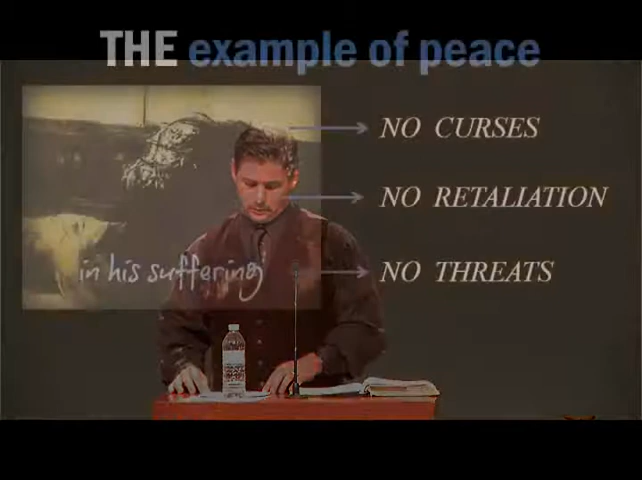 THE example of peace
NO CURSES
NO RETALIATION
in his suffering
NO THREATS